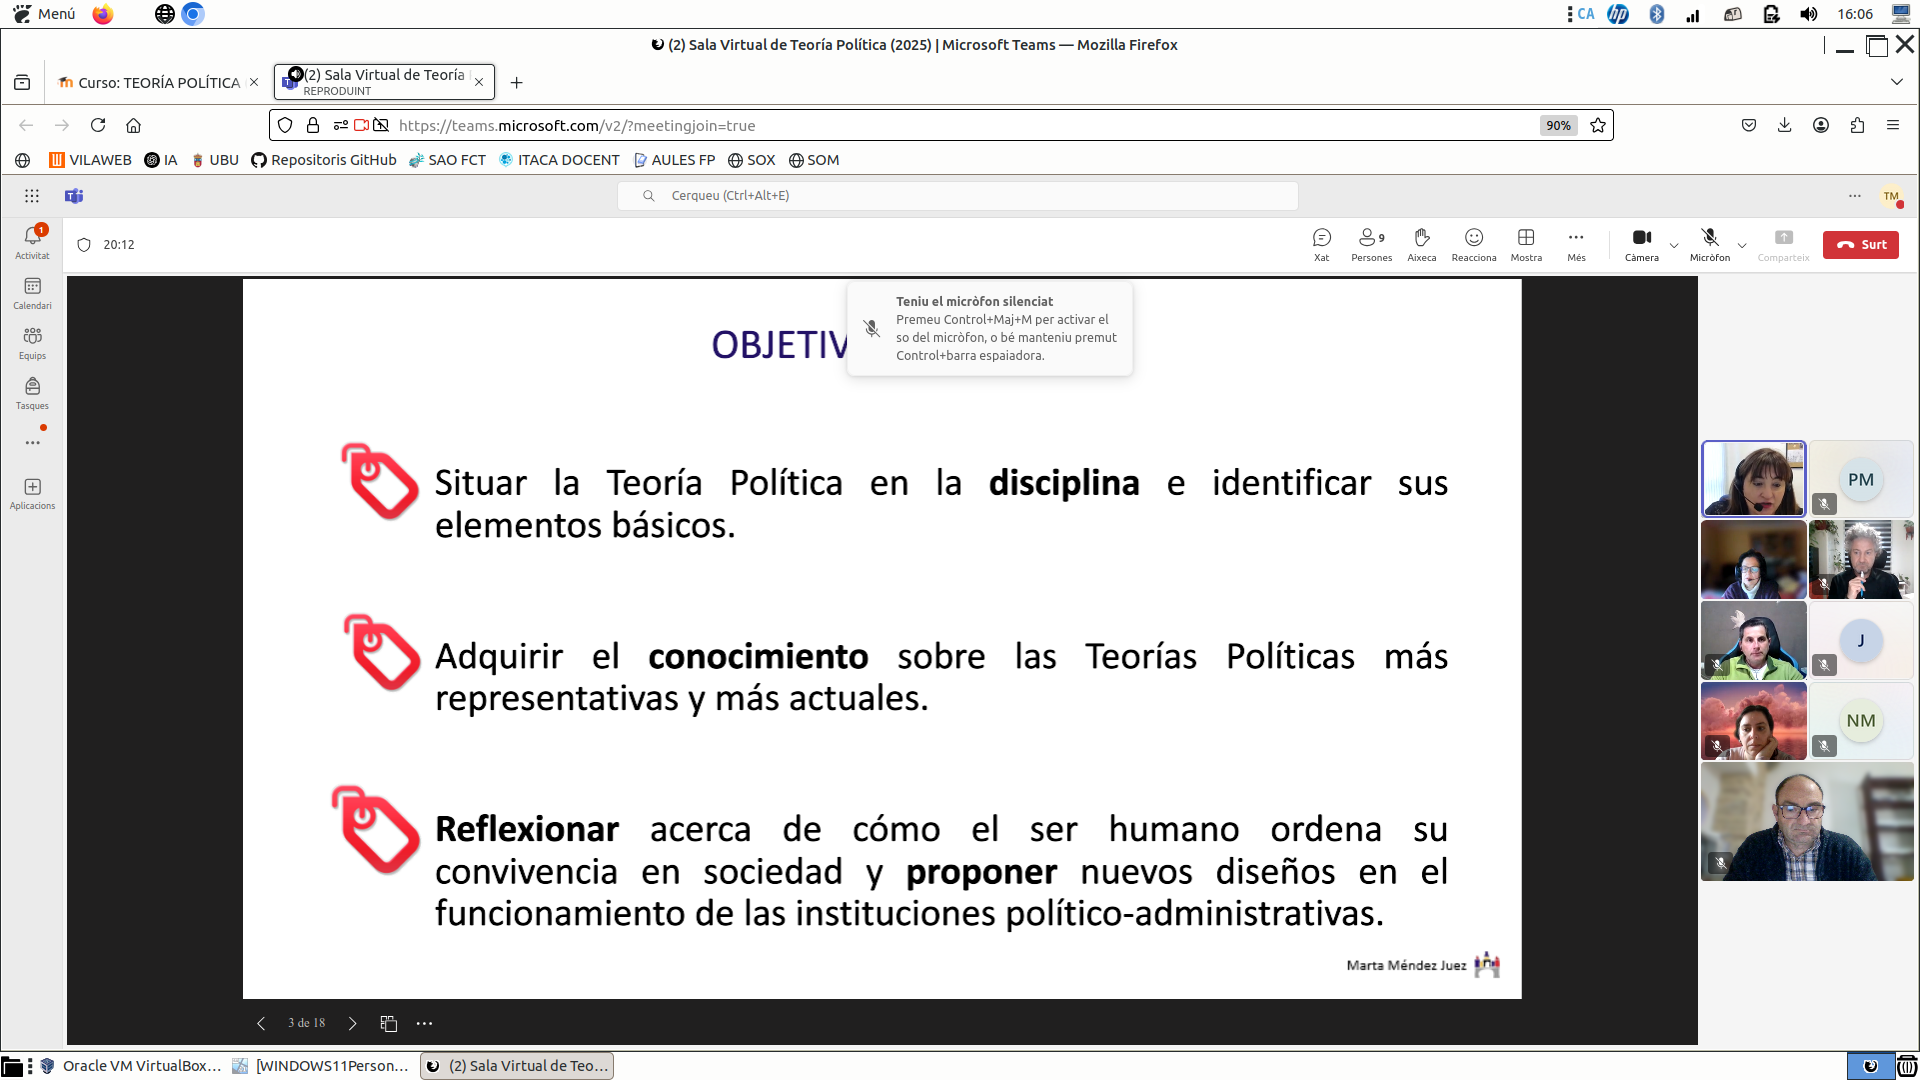 Menú
CA
16:06
(2) Sala Virtual de Teoría Política (2025) | Microsoft Teams — Mozilla Firefox
Curso: TEORÍA POLÍTICA
(2) Sala Virtual de Teoría
REPRODUINT
https://teams.microsoft.com/v2/?meetingjoin=true
90%
VILAWEB
IA
UBU
Repositoris GitHub
SAO FCT
ITACA DOCENT
AULES FP
SOX
SOM
Cerqueu (Ctrl+Alt+E)
TM
1
Activitat
Calendari
Equips
Tasques
Aplicacions
20:12
Xat
9
Persones
Aixeca
Reacciona
Mostra
Més
Càmera
Micròfon
Comparteix
Surt
Teniu el micròfon silenciat
Premeu Control+Maj+M per activar el
so del micròfon, o bé manteniu premut
Control+barra espaiadora.
OBJETIV
Situar la Teoría Política en la disciplina e identificar sus
elementos básicos.
Adquirir el conocimiento sobre las Teorías Políticas más
representativas y más actuales.
Reflexionar acerca de cómo el ser humano ordena su
convivencia en sociedad y proponer nuevos diseños en el
funcionamiento de las instituciones político-administrativas.
Marta Méndez Juez
3 de 18
PM
J
NM
Oracle VM VirtualBox...
[WINDOWS11Person...
(2) Sala Virtual de Teo...